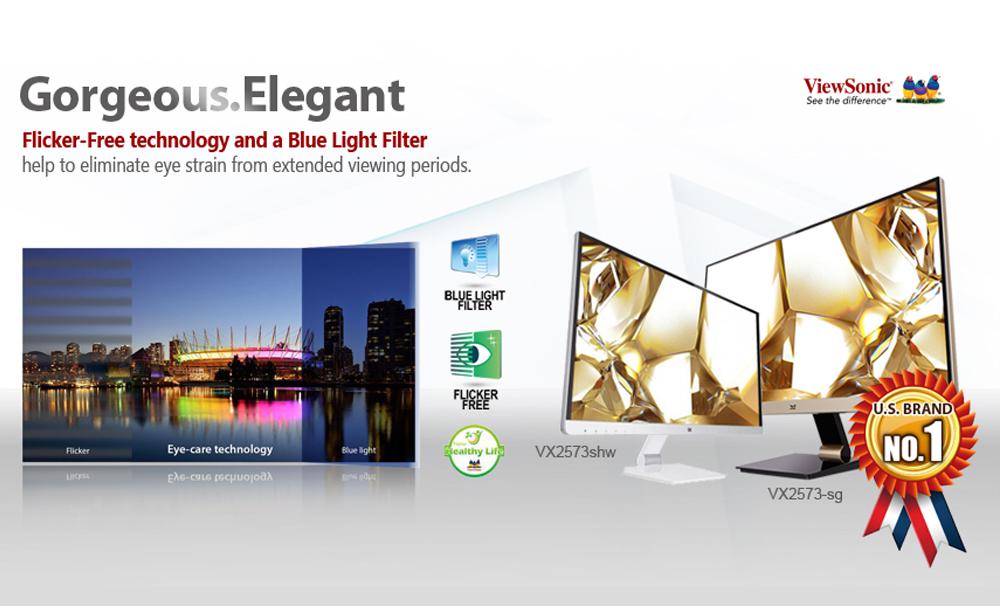 Gorgeous.Elegant
ViewSonic®
See the difference™
Flicker-Free technology and a Blue Light Filter
help to eliminate eye strain from extended viewing periods.
BLUE LIGHT
FILTER
FLICKER
FREE
Healthy Life
Flicker
Eye-care technology
Blue light
VX2573shw
VX2573-sg
U.S. BRAND
NO.1